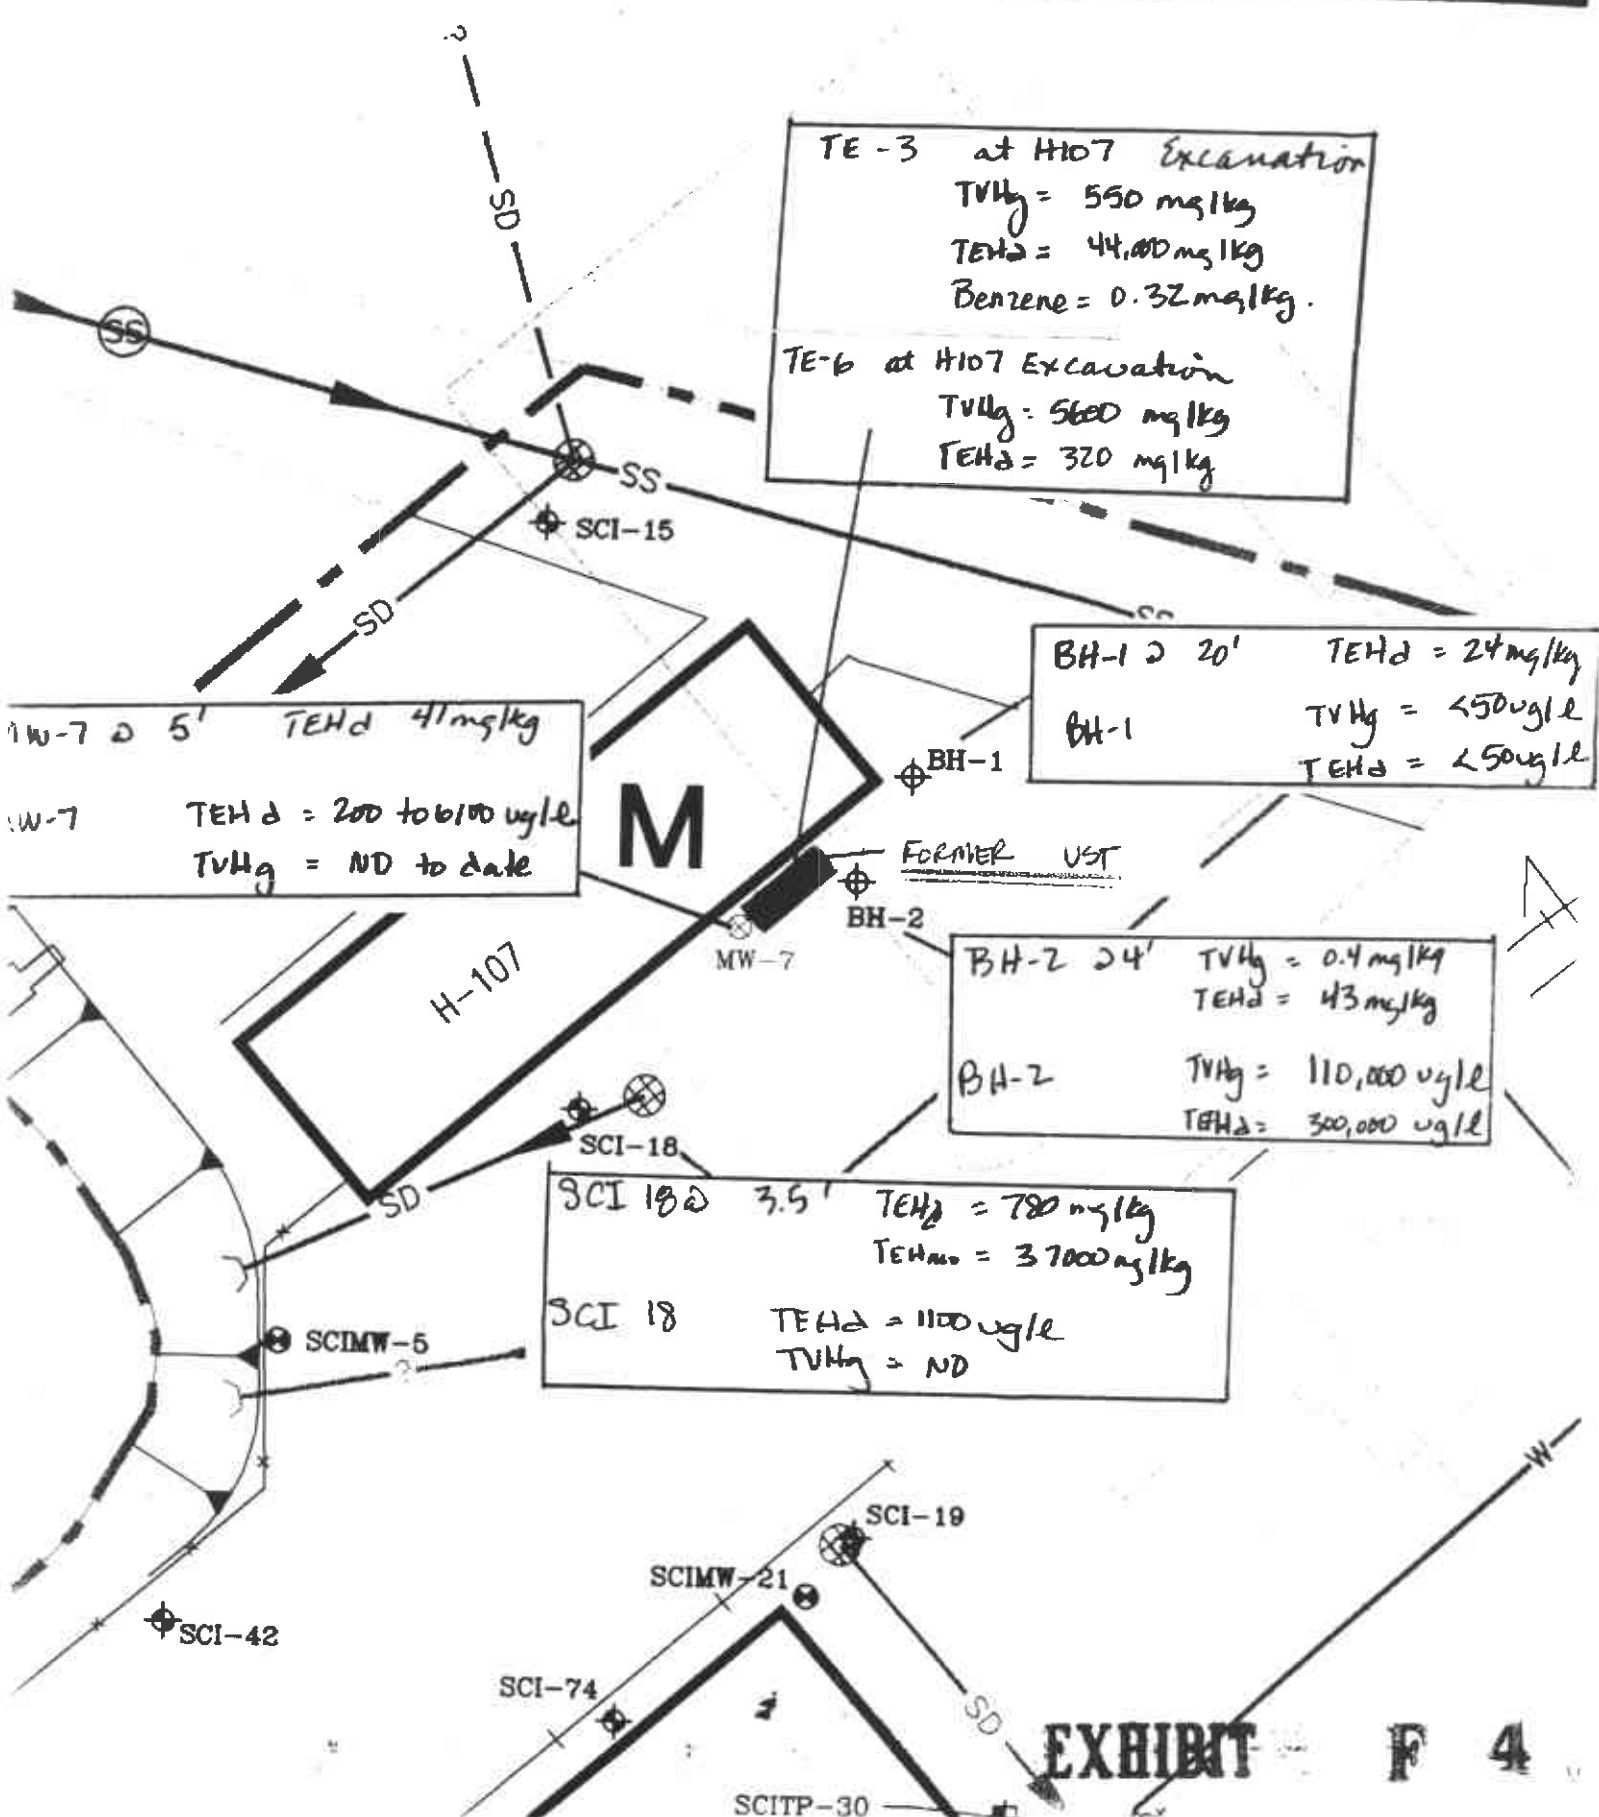 ?
SD
TE-3 at H107 Excavation
TVHg = 550 mg/kg
TEHd = 44,000 mg/kg
Benzene = 0.32 mg/kg.
TE-6 at H107 Excavation
TVHg = 5600 mg/kg
TEHd = 320 mg/kg
SS
SS
SCI-15
SD
BH-1 @ 20' TEHd = 24 mg/kg
BH-1 TVHg = <50 ug/l
TEHd = <50 ug/l
MW-7 @ 5' TEHd 41 mg/kg
MW-7 TEHd = 200 to 6100 ug/l
TVHg = ND to date
M
BH-1
FORMER UST
BH-2
MW-7
H-107
BH-2 @ 4' TVHg = 0.4 mg/kg
TEHd = 43 mg/kg
BH-2 TVHg = 110,000 ug/l
TEHd = 300,000 ug/l
SCI-18
SD
SCI 18 @ 3.5' TEHd = 780 mg/kg
TEHmo = 37000 mg/kg
SCI 18 TEHd = 1100 ug/l
TVHg = ND
SCIMW-5
?
W
SCI-19
SCIMW-21
SCI-42
SCI-74
SD
EXHIBIT F 4
SCITP-30